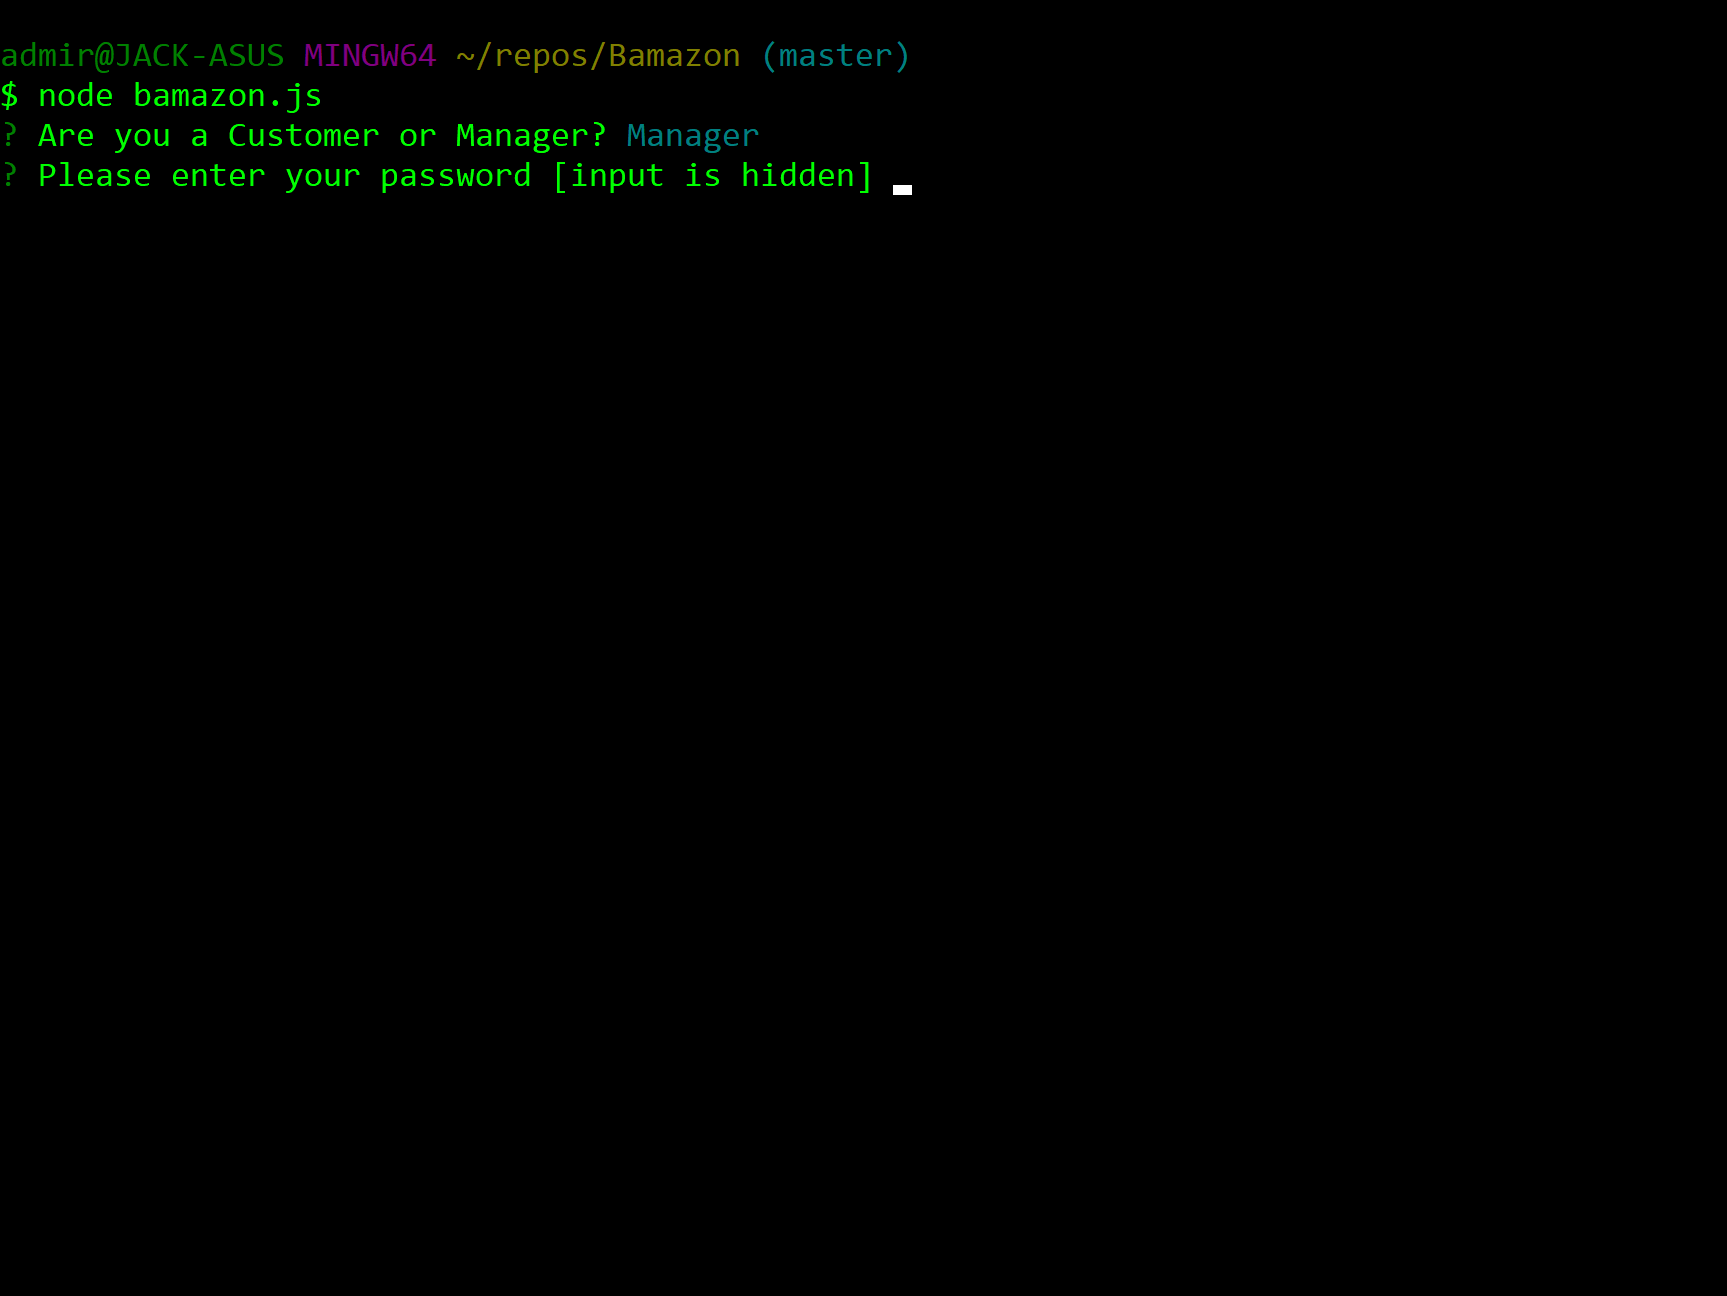 admir@JACK-ASUS MINGW64 ~/repos/Bamazon (master)
$ node bamazon.js
? Are you a Customer or Manager? Manager
? Please enter your password [input is hidden]